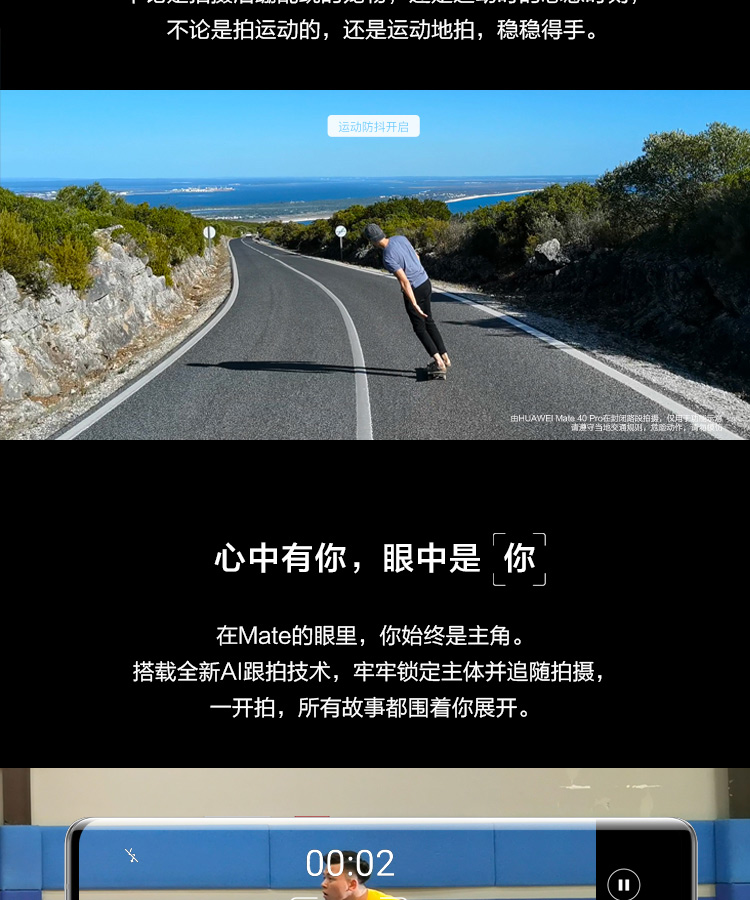 不论是拍运动的，还是运动地拍，稳稳得手。
运动防抖开启
由HUAWEI Mate 40 Pro在封闭路段拍摄，仅用于
请遵守当地交通规则，危险动作，请勿模仿
心中有你，眼中是 你
在Mate的眼里，你始终是主角。
搭载全新AI跟拍技术，牢牢锁定主体并追随拍摄，
一开拍，所有故事都围着你展开。
00:02